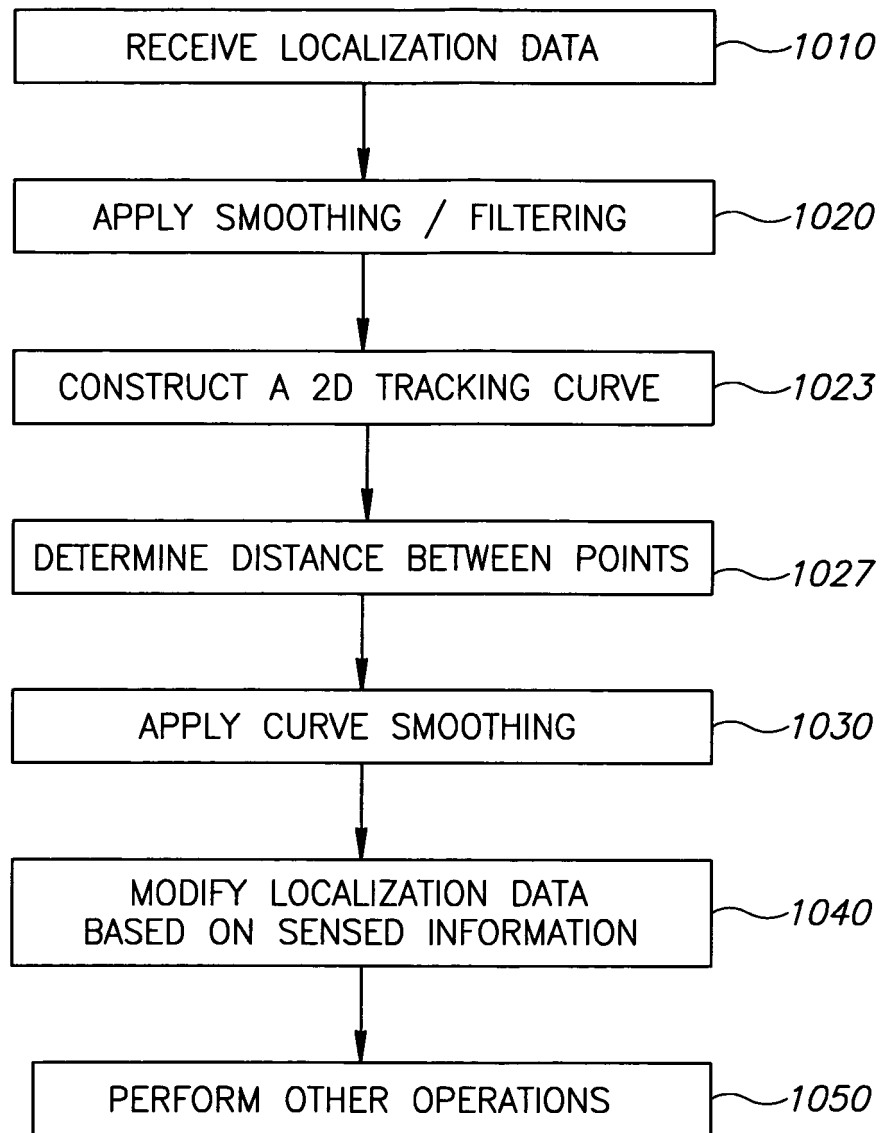 RECEIVE LOCALIZATION DATA 1010
APPLY SMOOTHING / FILTERING 1020
CONSTRUCT A 2D TRACKING CURVE 1023
DETERMINE DISTANCE BETWEEN POINTS 1027
APPLY CURVE SMOOTHING 1030
MODIFY LOCALIZATION DATA
BASED ON SENSED INFORMATION 1040
PERFORM OTHER OPERATIONS 1050